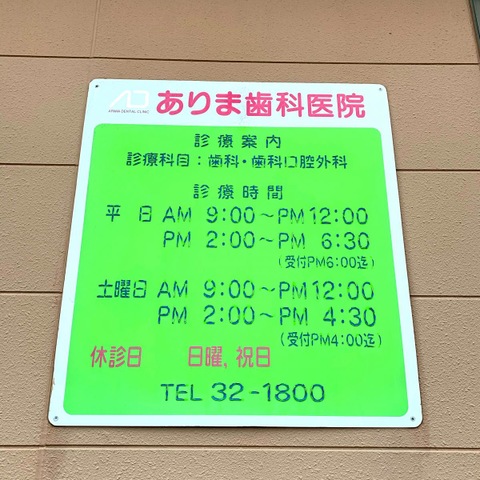 ありま歯科医院
ARIMA DENTAL CLINIC
診療案内
診療科目：歯科・歯科口腔外科
診療時間
平　日 AM 9:00～PM12:00
PM 2:00～PM 6:30
(受付PM6:00迄)
土曜日 AM 9:00～PM12:00
PM 2:00～PM 4:30
(受付PM4:00迄)
休診日　日曜,祝日
TEL 32-1800